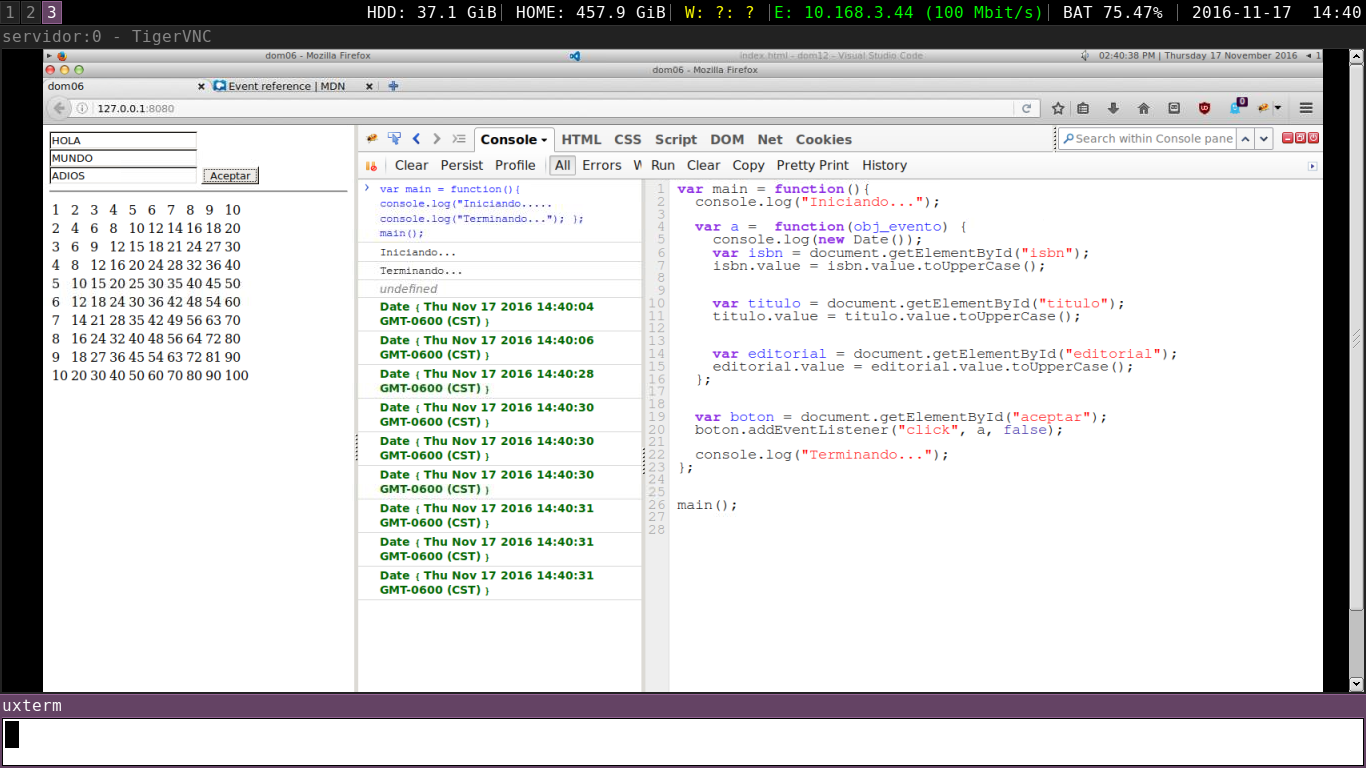 1 2 3 HDD: 37.1 GiB HOME: 457.9 GiB W: ?: ? E: 10.168.3.44 (100 Mbit/s) BAT 75.47% 2016-11-17 14:40
servidor:0 - TigerVNC
dom06 - Mozilla Firefox index.html - dom12 - Visual Studio Code 02:40:38 PM | Thursday 17 November 2016 1
dom06 - Mozilla Firefox
dom06 Event reference | MDN
127.0.0.1:8080 0
HOLA
MUNDO
ADIOS Aceptar
1 2 3 4 5 6 7 8 9 10
2 4 6 8 10 12 14 16 18 20
3 6 9 12 15 18 21 24 27 30
4 8 12 16 20 24 28 32 36 40
5 10 15 20 25 30 35 40 45 50
6 12 18 24 30 36 42 48 54 60
7 14 21 28 35 42 49 56 63 70
8 16 24 32 40 48 56 64 72 80
9 18 27 36 45 54 63 72 81 90
10 20 30 40 50 60 70 80 90 100
Console HTML CSS Script DOM Net Cookies Search within Console pane
Clear Persist Profile All Errors W Run Clear Copy Pretty Print History
var main = function(){
console.log("Iniciando.....
console.log("Terminando..."); };
main();
Iniciando...
Terminando...
undefined
Date { Thu Nov 17 2016 14:40:04
GMT-0600 (CST) }
Date { Thu Nov 17 2016 14:40:06
GMT-0600 (CST) }
Date { Thu Nov 17 2016 14:40:28
GMT-0600 (CST) }
Date { Thu Nov 17 2016 14:40:30
GMT-0600 (CST) }
Date { Thu Nov 17 2016 14:40:30
GMT-0600 (CST) }
Date { Thu Nov 17 2016 14:40:30
GMT-0600 (CST) }
Date { Thu Nov 17 2016 14:40:31
GMT-0600 (CST) }
Date { Thu Nov 17 2016 14:40:31
GMT-0600 (CST) }
Date { Thu Nov 17 2016 14:40:31
GMT-0600 (CST) }
1 var main = function(){
2 console.log("Iniciando...");
3
4 var a = function(obj_evento) {
5 console.log(new Date());
6 var isbn = document.getElementById("isbn");
7 isbn.value = isbn.value.toUpperCase();
8
9
10 var titulo = document.getElementById("titulo");
11 titulo.value = titulo.value.toUpperCase();
12
13
14 var editorial = document.getElementById("editorial");
15 editorial.value = editorial.value.toUpperCase();
16 };
17
18
19 var boton = document.getElementById("aceptar");
20 boton.addEventListener("click", a, false);
21
22 console.log("Terminando...");
23 };
24
25
26 main();
27
28
uxterm